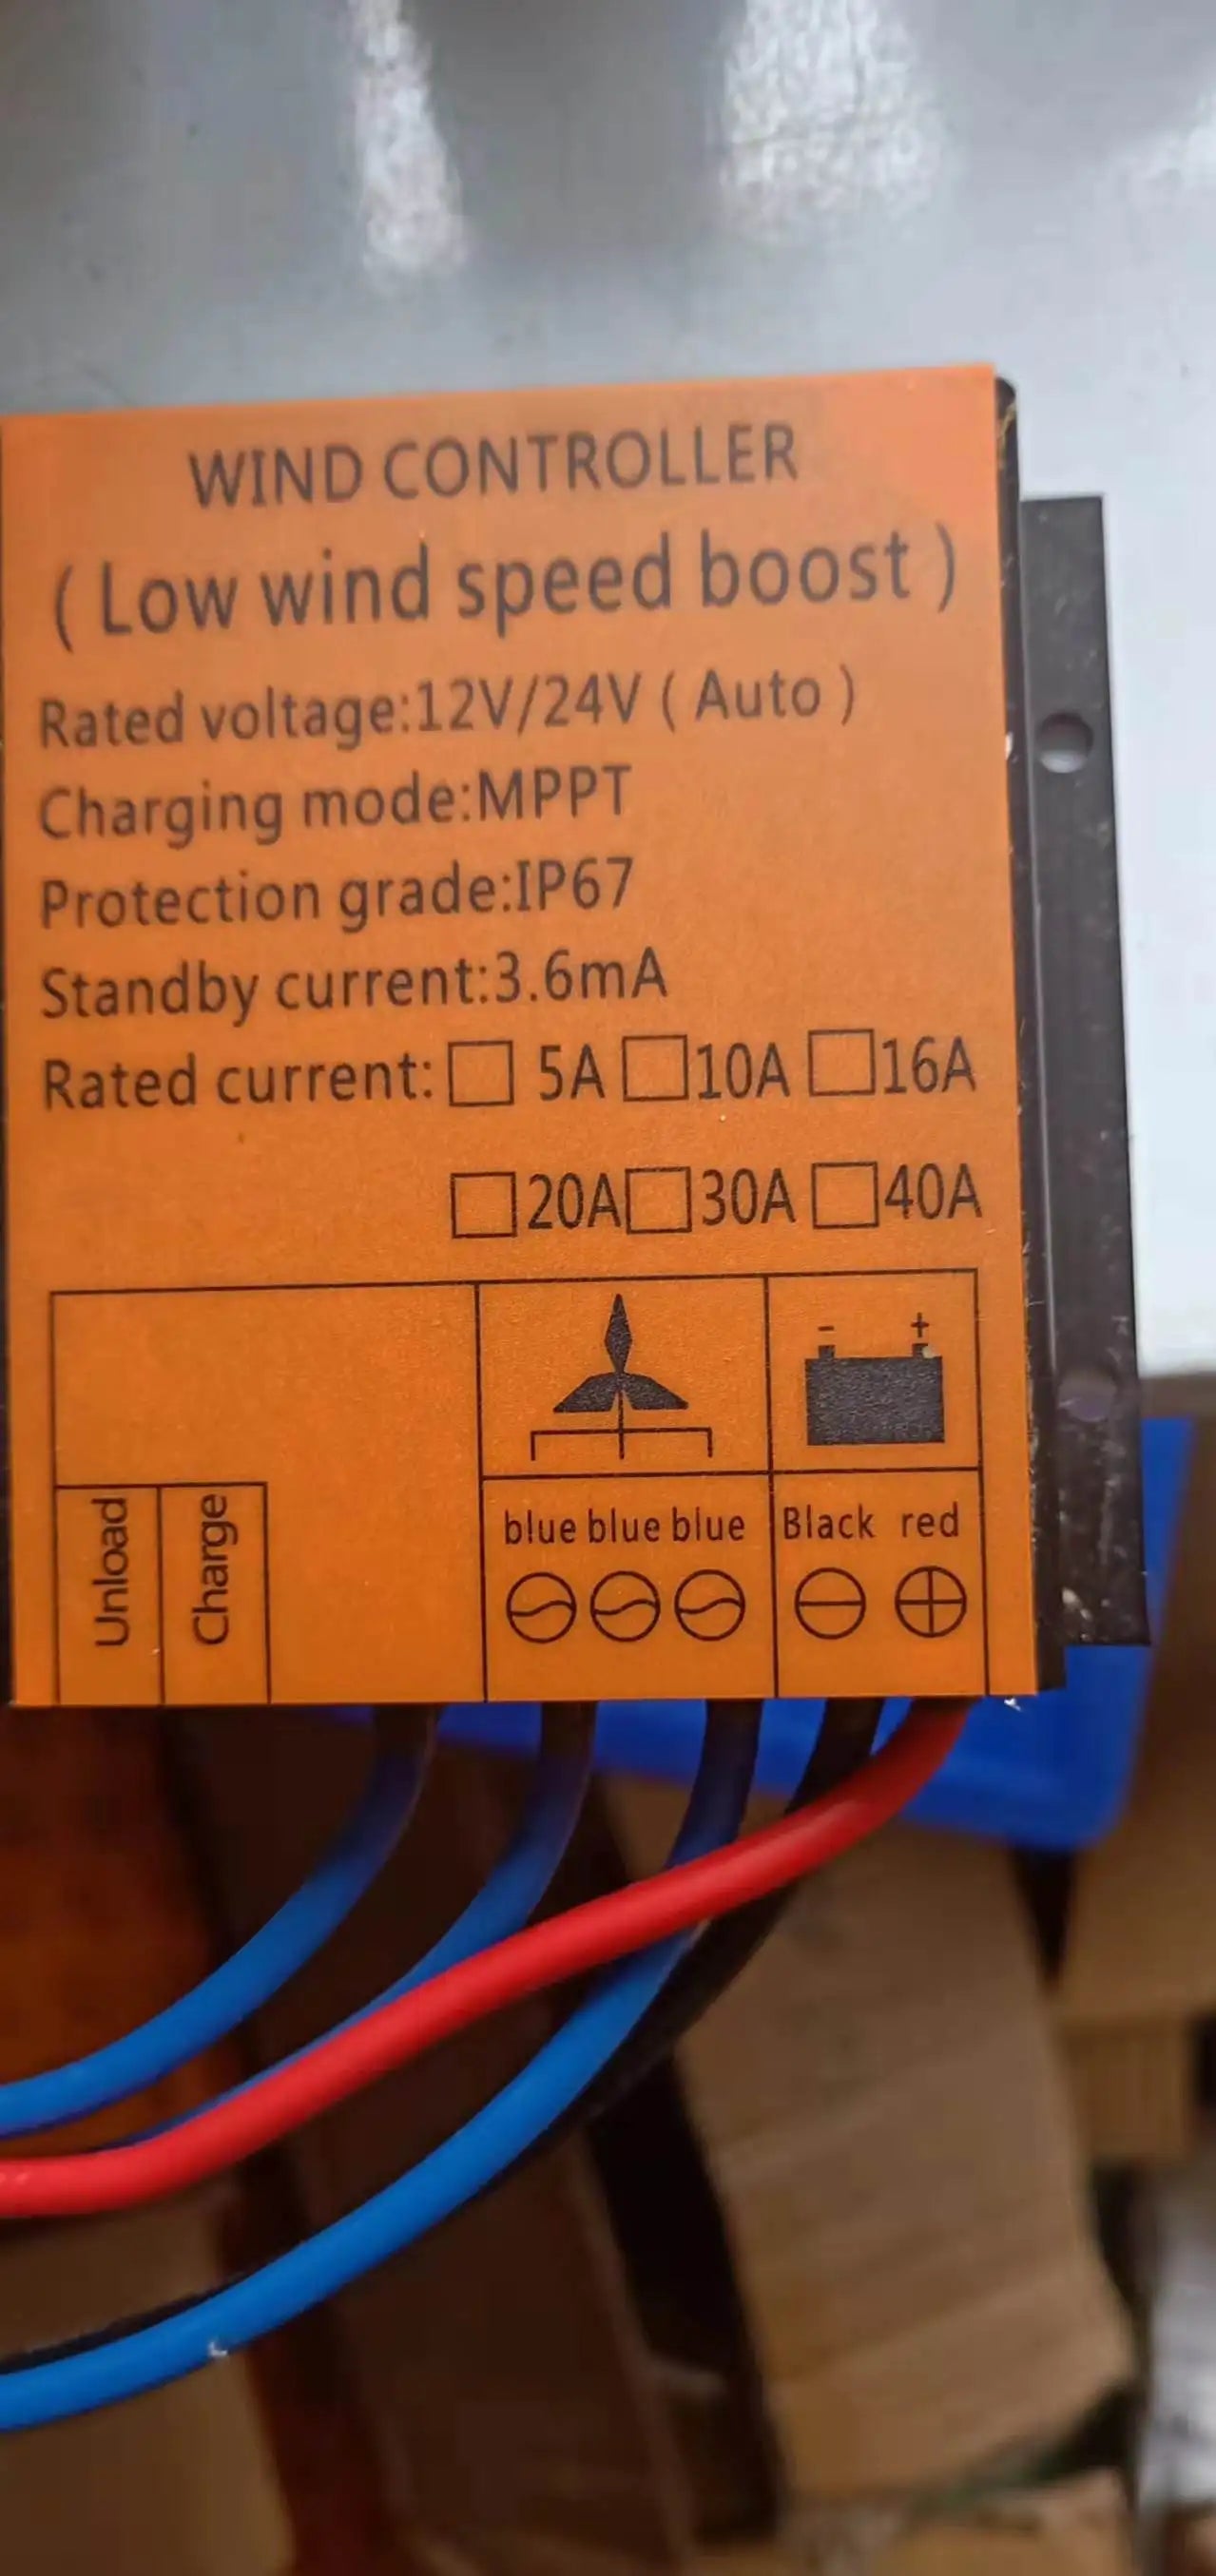 WIND CONTROLLER
( Low wind speed boost )
Rated voltage:12V/24V ( Auto )
Charging mode:MPPT
Protection grade:IP67
Standby current:3.6mA
Rated current: 5A 10A 16A
20A 30A 40A
- +
Unload Charge blue blue blue Black red